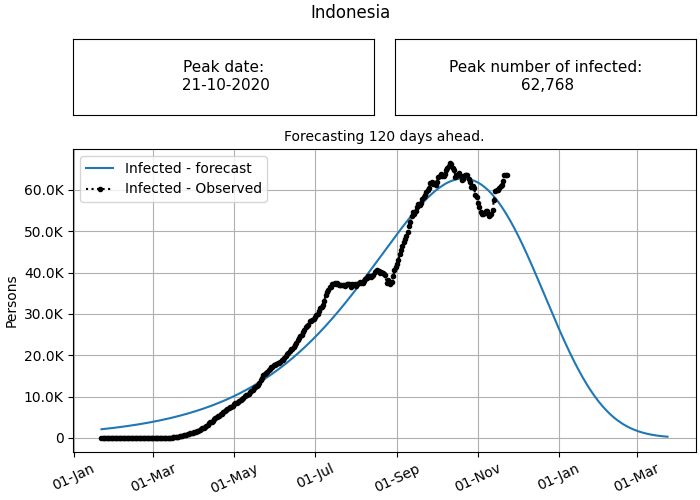 Indonesia
Peak date:
21-10-2020
Peak number of infected:
62,768
Forecasting 120 days ahead.
Infected - forecast
Infected - Observed
Persons
60.0K
50.0K
40.0K
30.0K
20.0K
10.0K
0
01-Jan
01-Mar
01-May
01-Jul
01-Sep
01-Nov
01-Jan
01-Mar